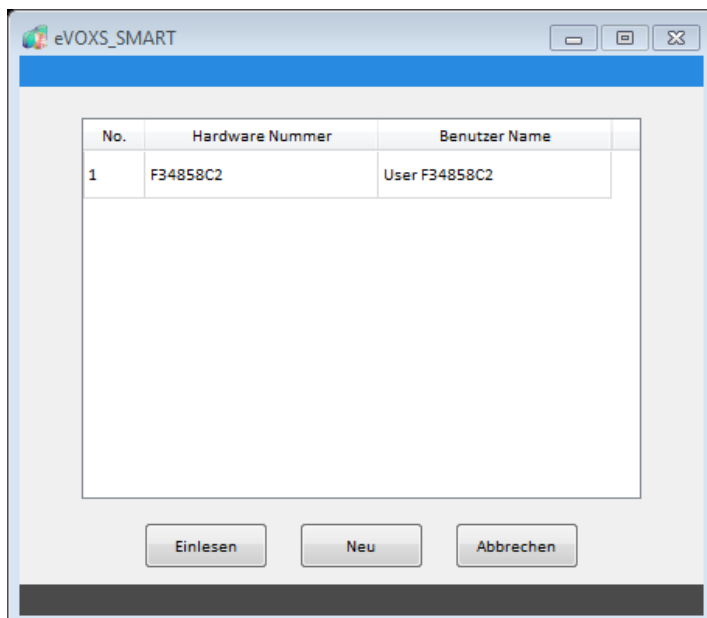 eVOXS_SMART
No. Hardware Nummer Benutzer Name
1 F34858C2 User F34858C2
Einlesen Neu Abbrechen